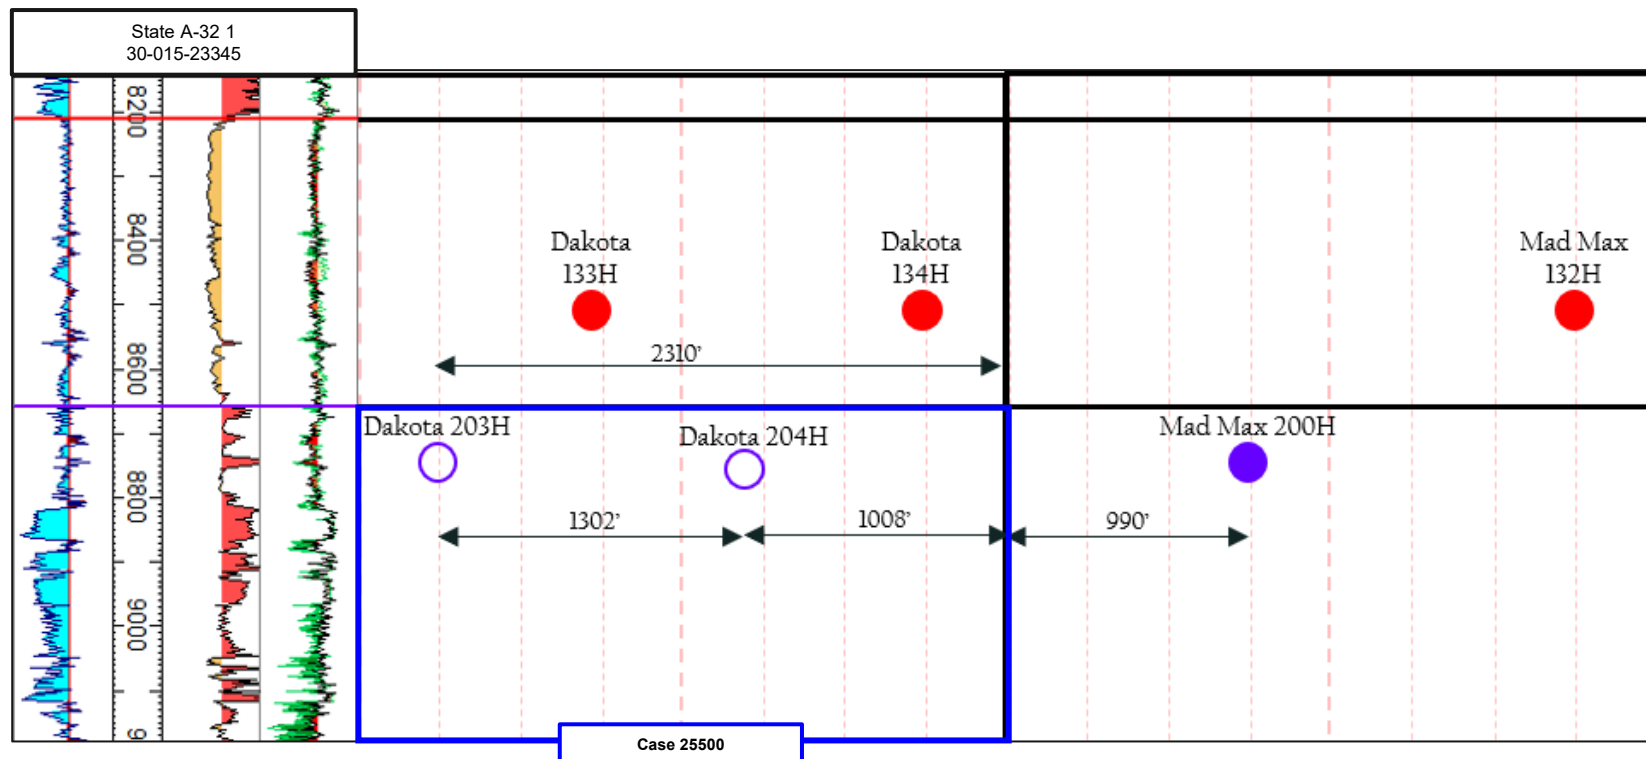 State A-32 1
30-015-23345
8200
8400
8600
8800
9000
9
Dakota
133H
Dakota
134H
Mad Max
132H
2310’
Dakota 203H
Dakota 204H
Mad Max 200H
1302’
1008’
990’
Case 25500